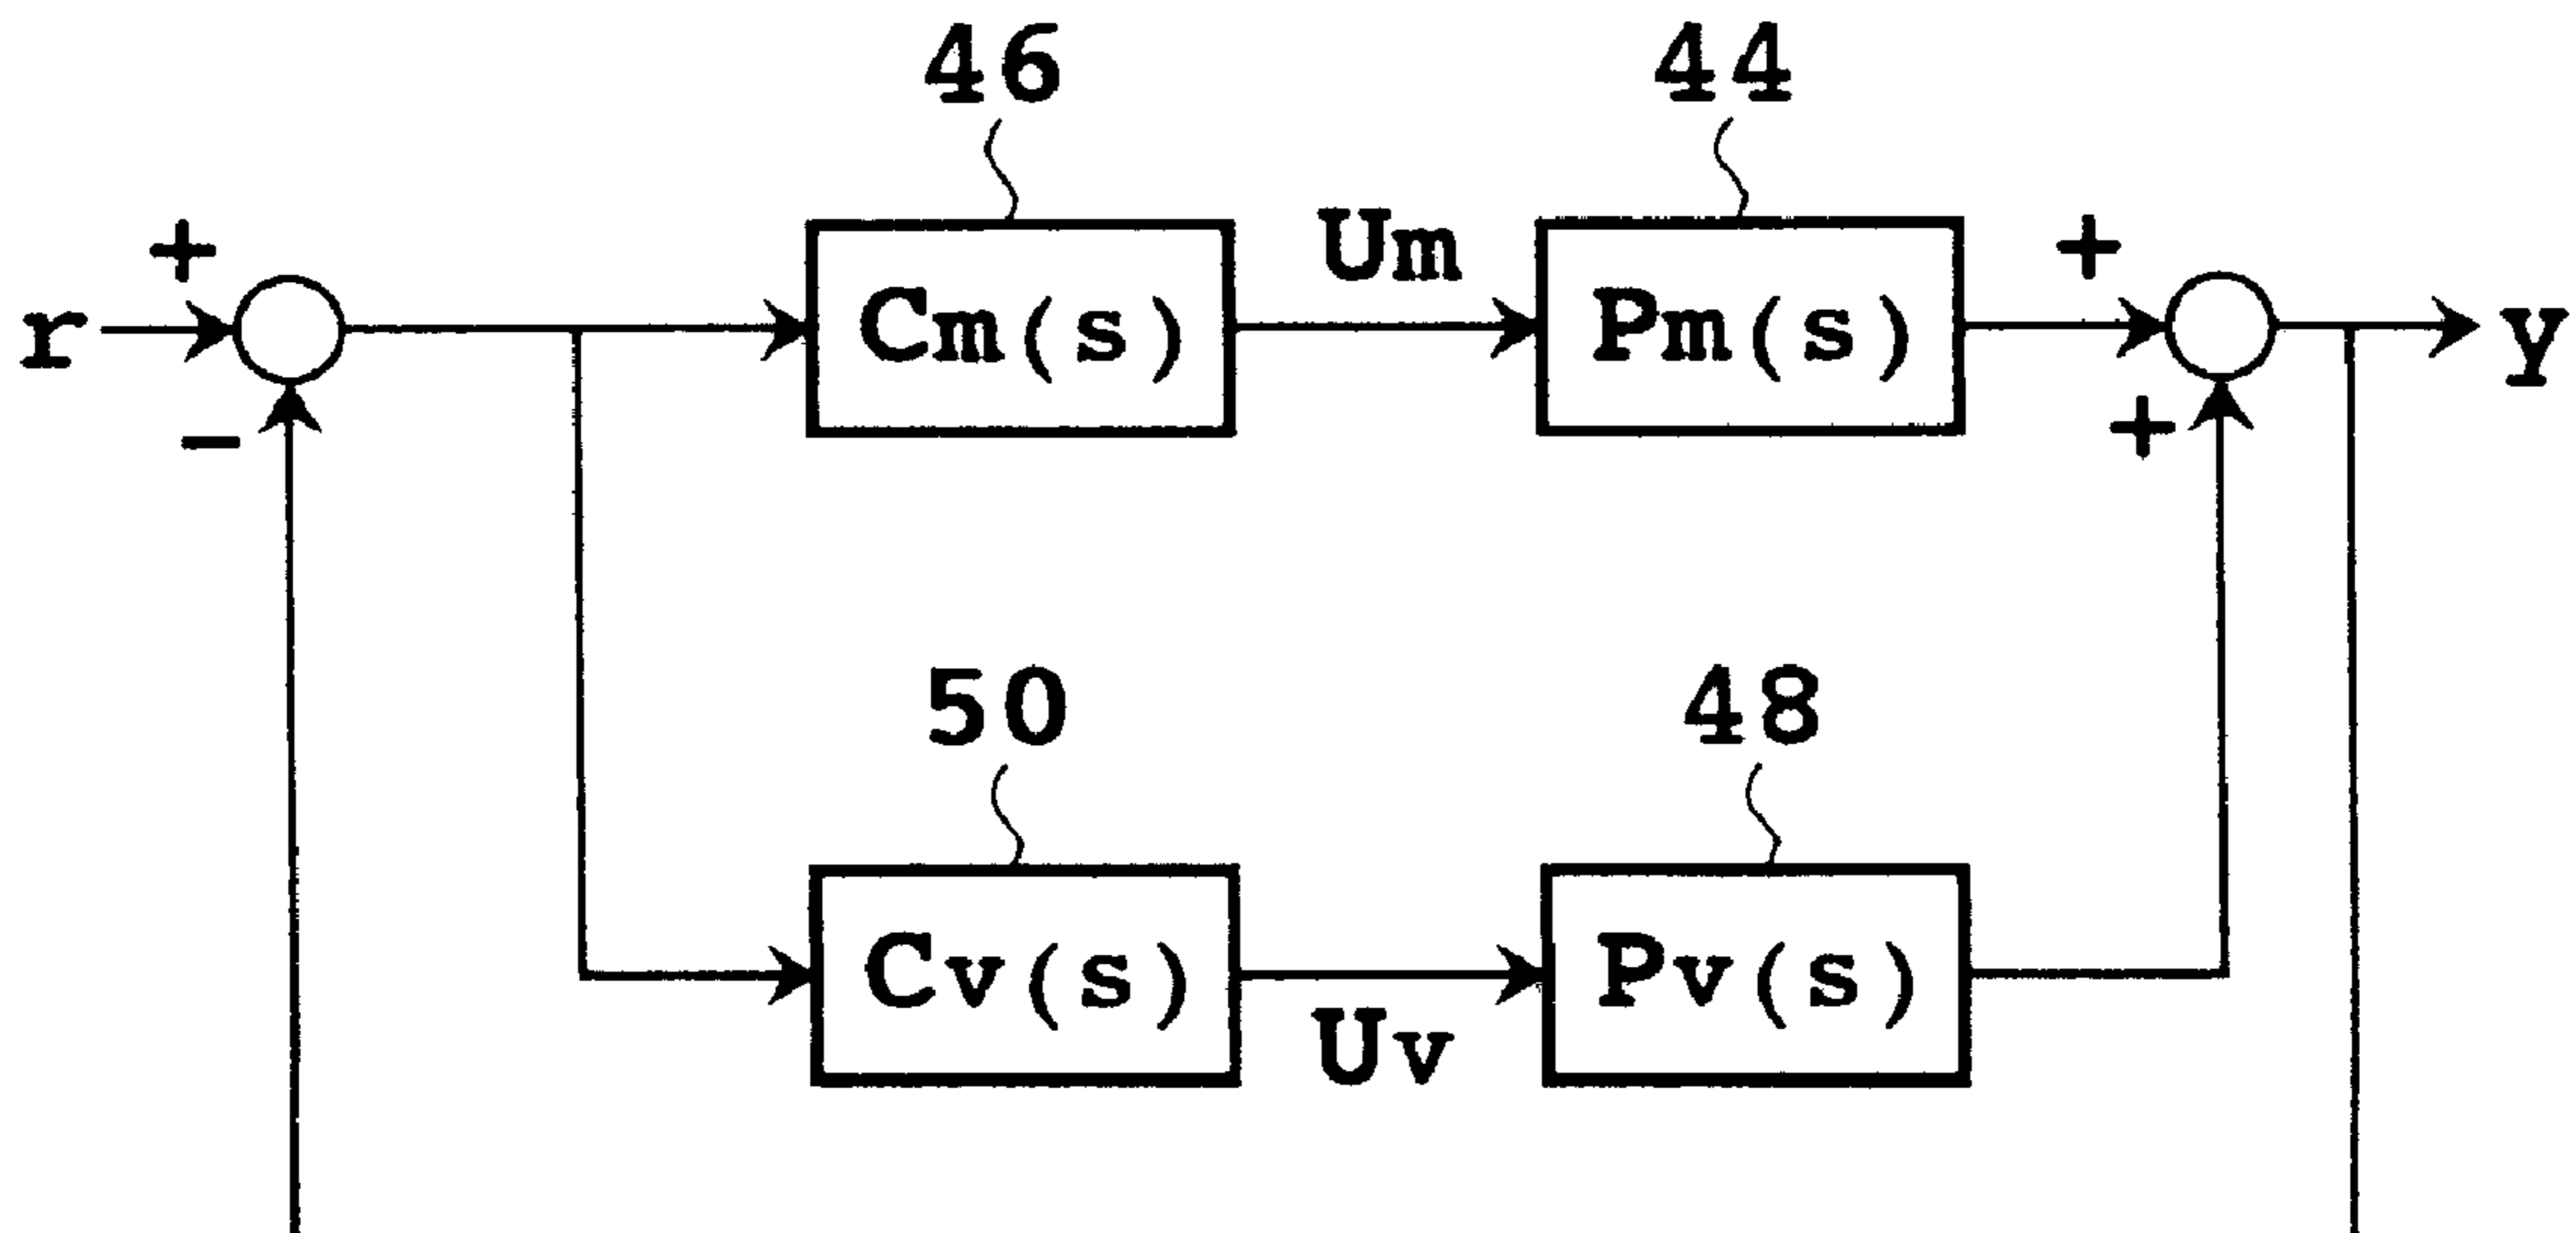 46 44
+ Um +
r Cm(s) Pm(s) y
- +
50 48
Cv(s) Pv(s)
Uv